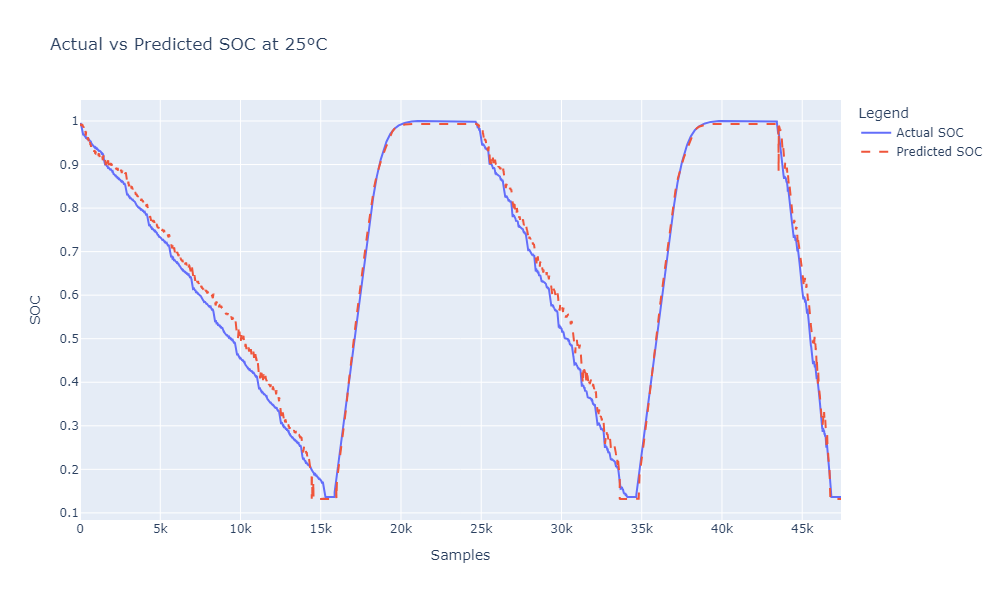 Actual vs Predicted SOC at 25°C
Legend
Actual SOC
Predicted SOC
SOC
1
0.9
0.8
0.7
0.6
0.5
0.4
0.3
0.2
0.1
0 5k 10k 15k 20k 25k 30k 35k 40k 45k
Samples